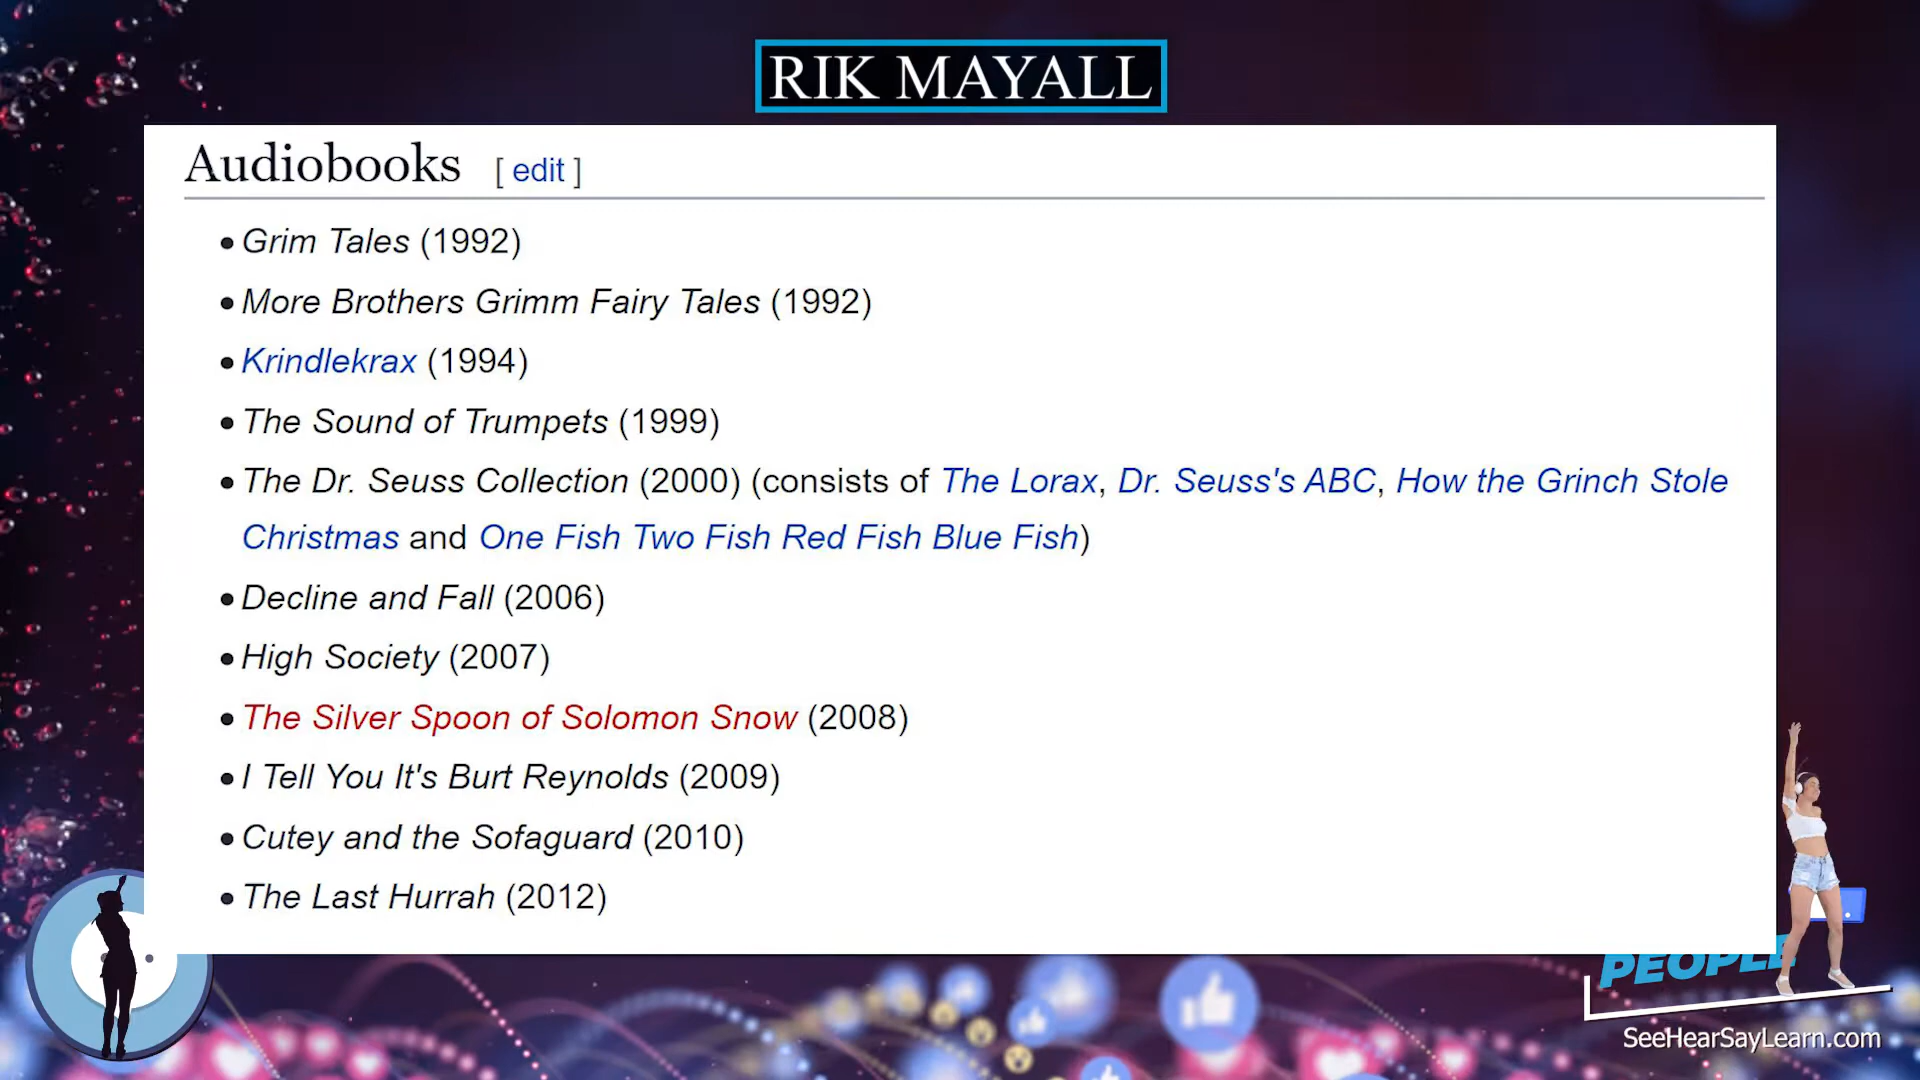 RIK MAYALL
Audiobooks [ edit ]
• Grim Tales (1992)
• More Brothers Grimm Fairy Tales (1992)
• Krindlekrax (1994)
• The Sound of Trumpets (1999)
• The Dr. Seuss Collection (2000) (consists of The Lorax, Dr. Seuss's ABC, How the Grinch Stole
Christmas and One Fish Two Fish Red Fish Blue Fish)
• Decline and Fall (2006)
• High Society (2007)
• The Silver Spoon of Solomon Snow (2008)
• I Tell You It's Burt Reynolds (2009)
• Cutey and the Sofaguard (2010)
• The Last Hurrah (2012)
PEOPLE
SeeHearSayLearn.com